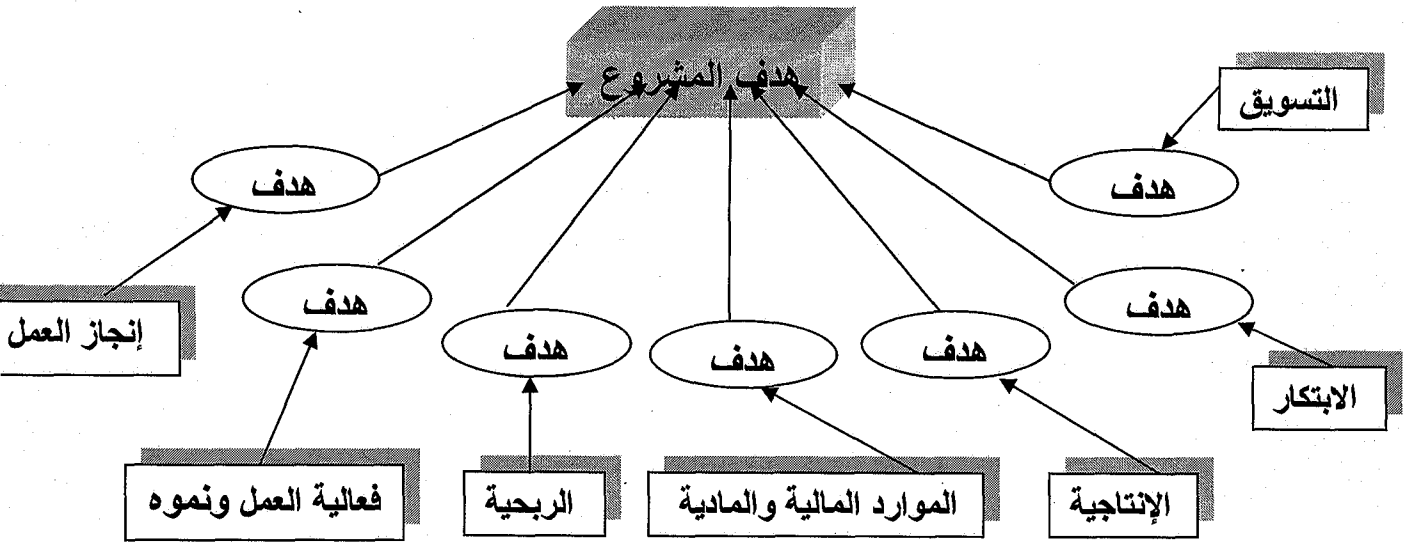 هدف المشروع
التسويق
هدف
هدف
هدف
هدف
هدف
هدف
هدف
إنجاز العمل
الابتكار
فعالية العمل ونموه
الربحية
الموارد المالية والمادية
الإنتاجية